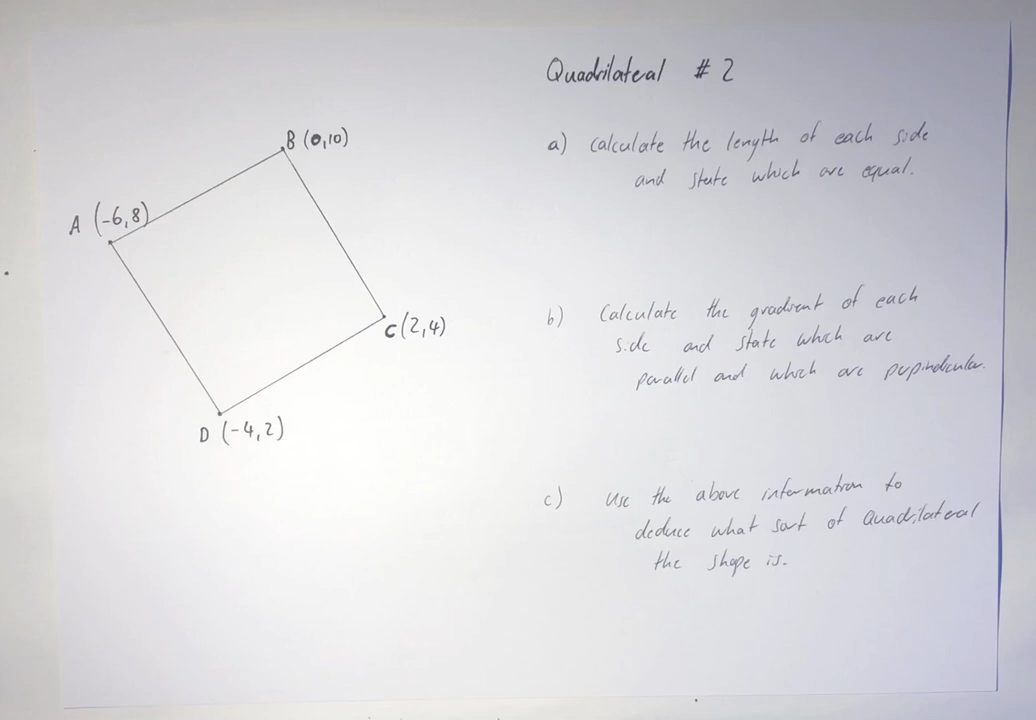 Quadrilateral # 2
B (0,10)
A (-6,8)
C (2,4)
D (-4,2)
a) Calculate the length of each side
and state which are equal.
b) Calculate the gradient of each
side and state which are
parallel and which are perpindicular.
c) Use the above information to
deduce what sort of Quadrilateral
the shape is.